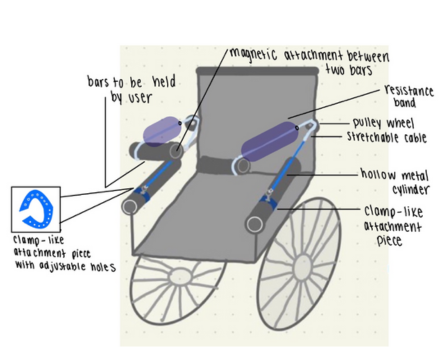 magnetic attachment between
two bars
bars to be held
by user
resistance
band
pulley wheel
stretchable cable
hollow metal
cylinder
clamp-like
attachment
piece
clamp-like
attachment piece
with adjustable holes